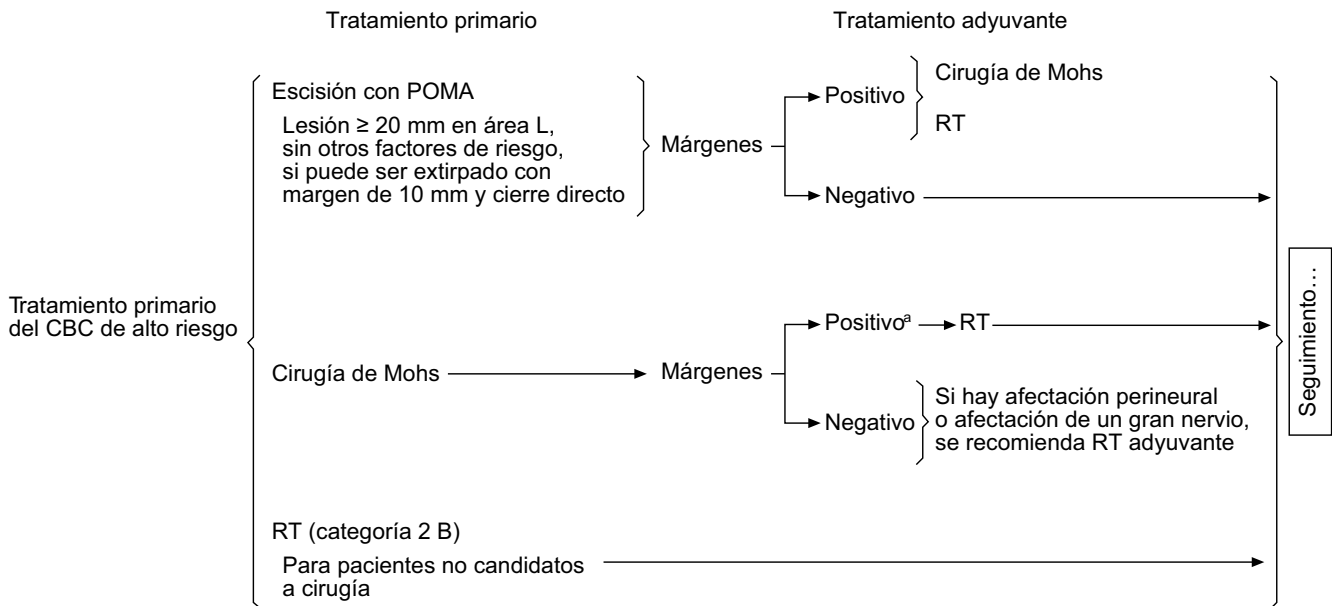 Tratamiento primario
Tratamiento adyuvante
Tratamiento primario
del CBC de alto riesgo
Escisión con POMA
Lesión ≥ 20 mm en área L,
sin otros factores de riesgo,
si puede ser extirpado con
margen de 10 mm y cierre directo
Márgenes
Positivo
Cirugía de Mohs
RT
Negativo
Cirugía de Mohs
Márgenes
Positivoᵃ
RT
Negativo
Si hay afectación perineural
o afectación de un gran nervio,
se recomienda RT adyuvante
RT (categoría 2 B)
Para pacientes no candidatos
a cirugía
Seguimiento...